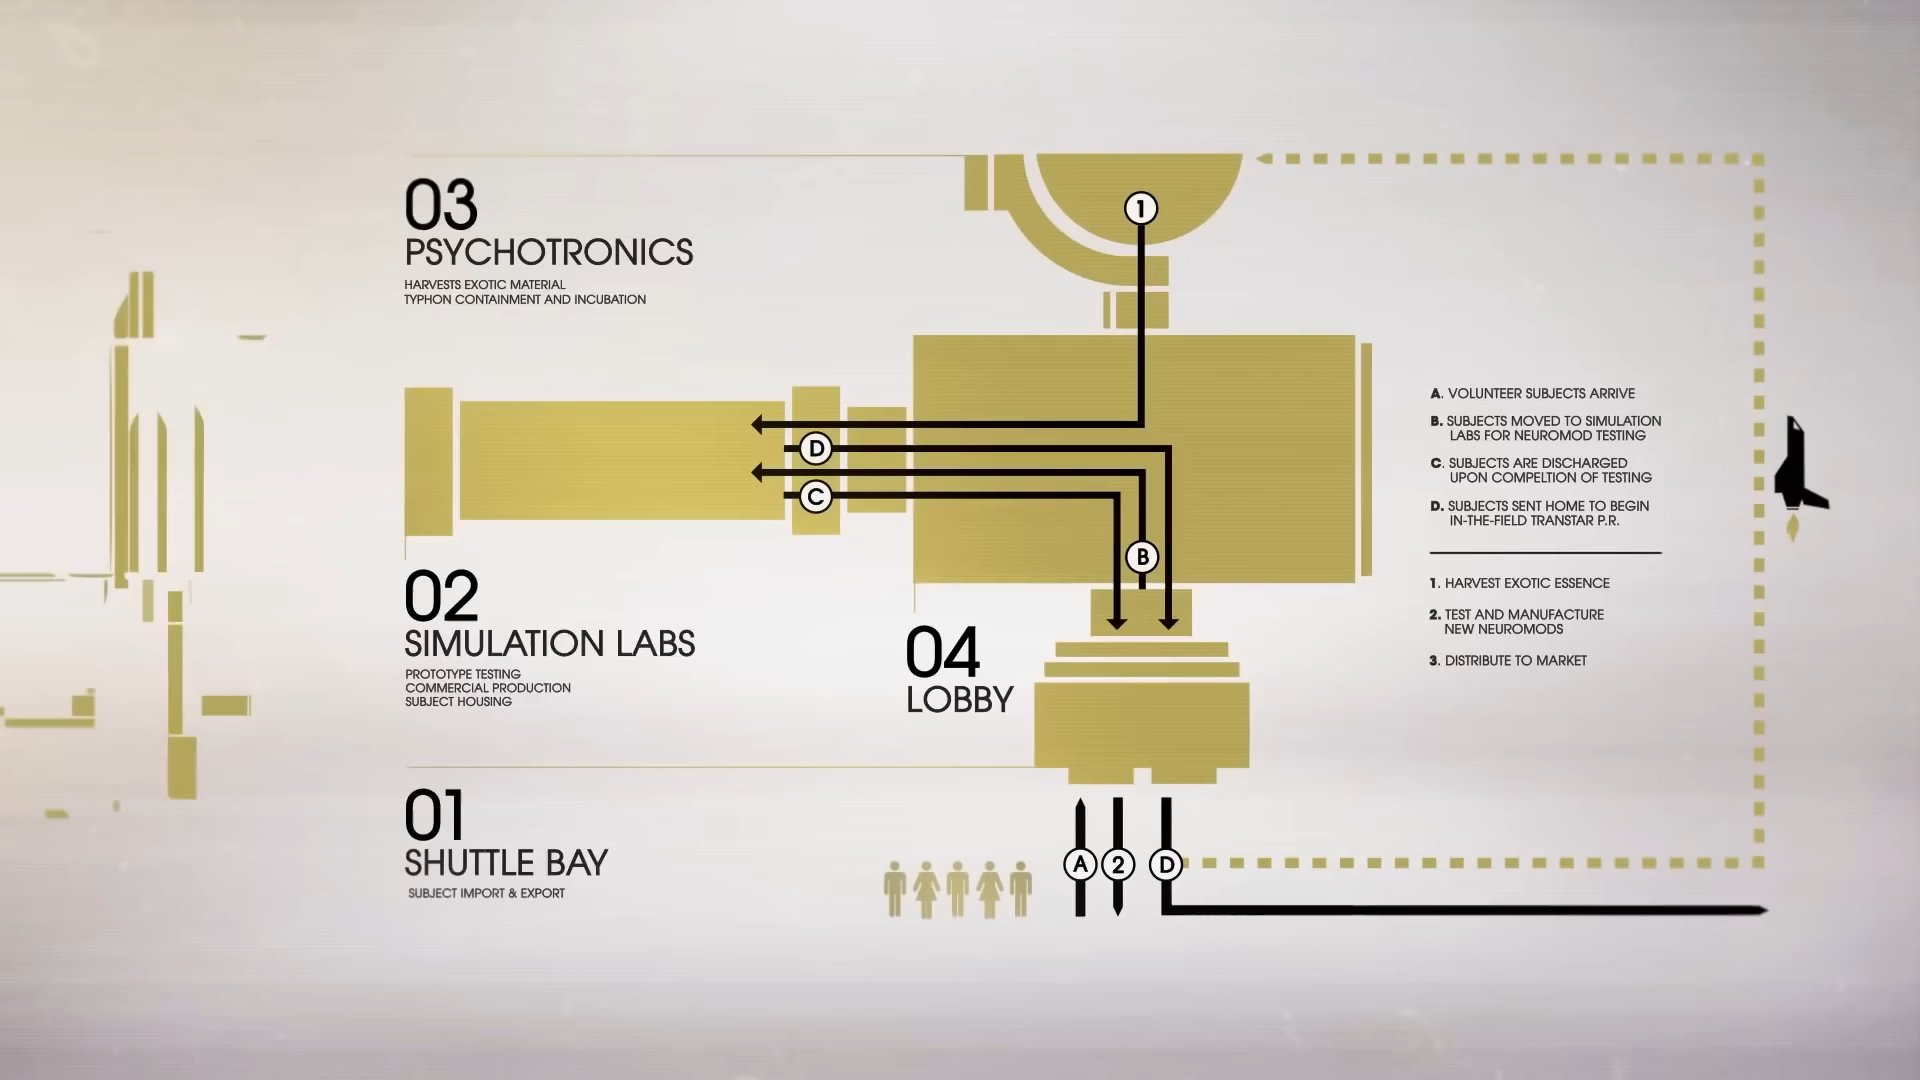 03
PSYCHOTRONICS
HARVESTS EXOTIC MATERIAL
TYPHON CONTAINMENT AND INCUBATION
1
D
C
B
02
SIMULATION LABS
PROTOTYPE TESTING
COMMERCIAL PRODUCTION
SUBJECT HOUSING
04
LOBBY
01
SHUTTLE BAY
SUBJECT IMPORT & EXPORT
A 2 D
A. VOLUNTEER SUBJECTS ARRIVE
B. SUBJECTS MOVED TO SIMULATION
LABS FOR NEUROMOD TESTING
C. SUBJECTS ARE DISCHARGED
UPON COMPELTION OF TESTING
D. SUBJECTS SENT HOME TO BEGIN
IN-THE-FIELD TRANSTAR P.R.
1. HARVEST EXOTIC ESSENCE
2. TEST AND MANUFACTURE
NEW NEUROMODS
3. DISTRIBUTE TO MARKET